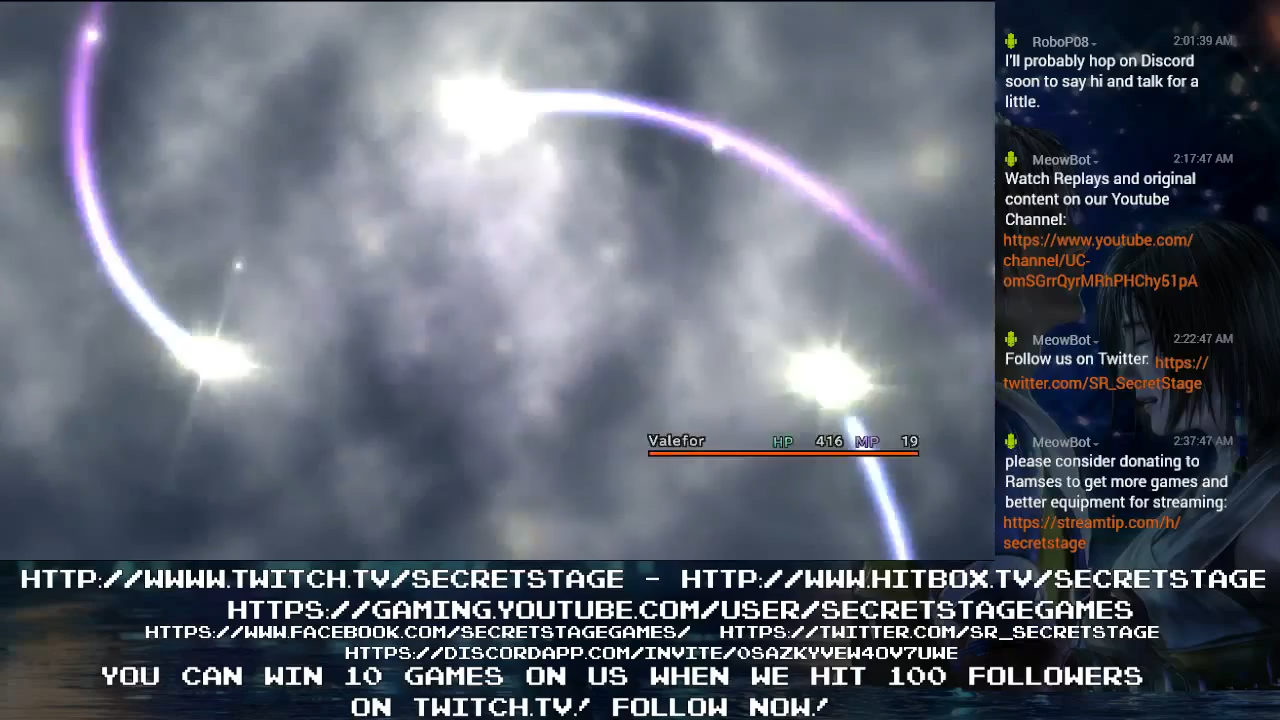 Valefor HP 416 MP 19
RoboP08 2:01:39 AM
I'll probably hop on Discord
soon to say hi and talk for a
little.
MeowBot 2:17:47 AM
Watch Replays and original
content on our Youtube
Channel:
https://www.youtube.com/
channel/UC-
omSGrrQyrMRhPHChy51pA
MeowBot 2:22:47 AM
Follow us on Twitter: https://
twitter.com/SR_SecretStage
MeowBot 2:37:47 AM
please consider donating to
Ramses to get more games and
better equipment for streaming:
https://streamtip.com/h/
secretstage
HTTP://WWWW.TWITCH.TV/SECRETSTAGE - HTTP://WWW.HITBOX.TV/SECRETSTAGE
HTTPS://GAMING.YOUTUBE.COM/USER/SECRETSTAGEGAMES
HTTPS://WWW.FACEBOOK.COM/SECRETSTAGEGAMES/ HTTPS://TWITTER.COM/SR_SECRETSTAGE
HTTPS://DISCORDAPP.COM/INVITE/0SAZKYVEW4OV7UWE
YOU CAN WIN 10 GAMES ON US WHEN WE HIT 100 FOLLOWERS
ON TWITCH.TV! FOLLOW NOW!